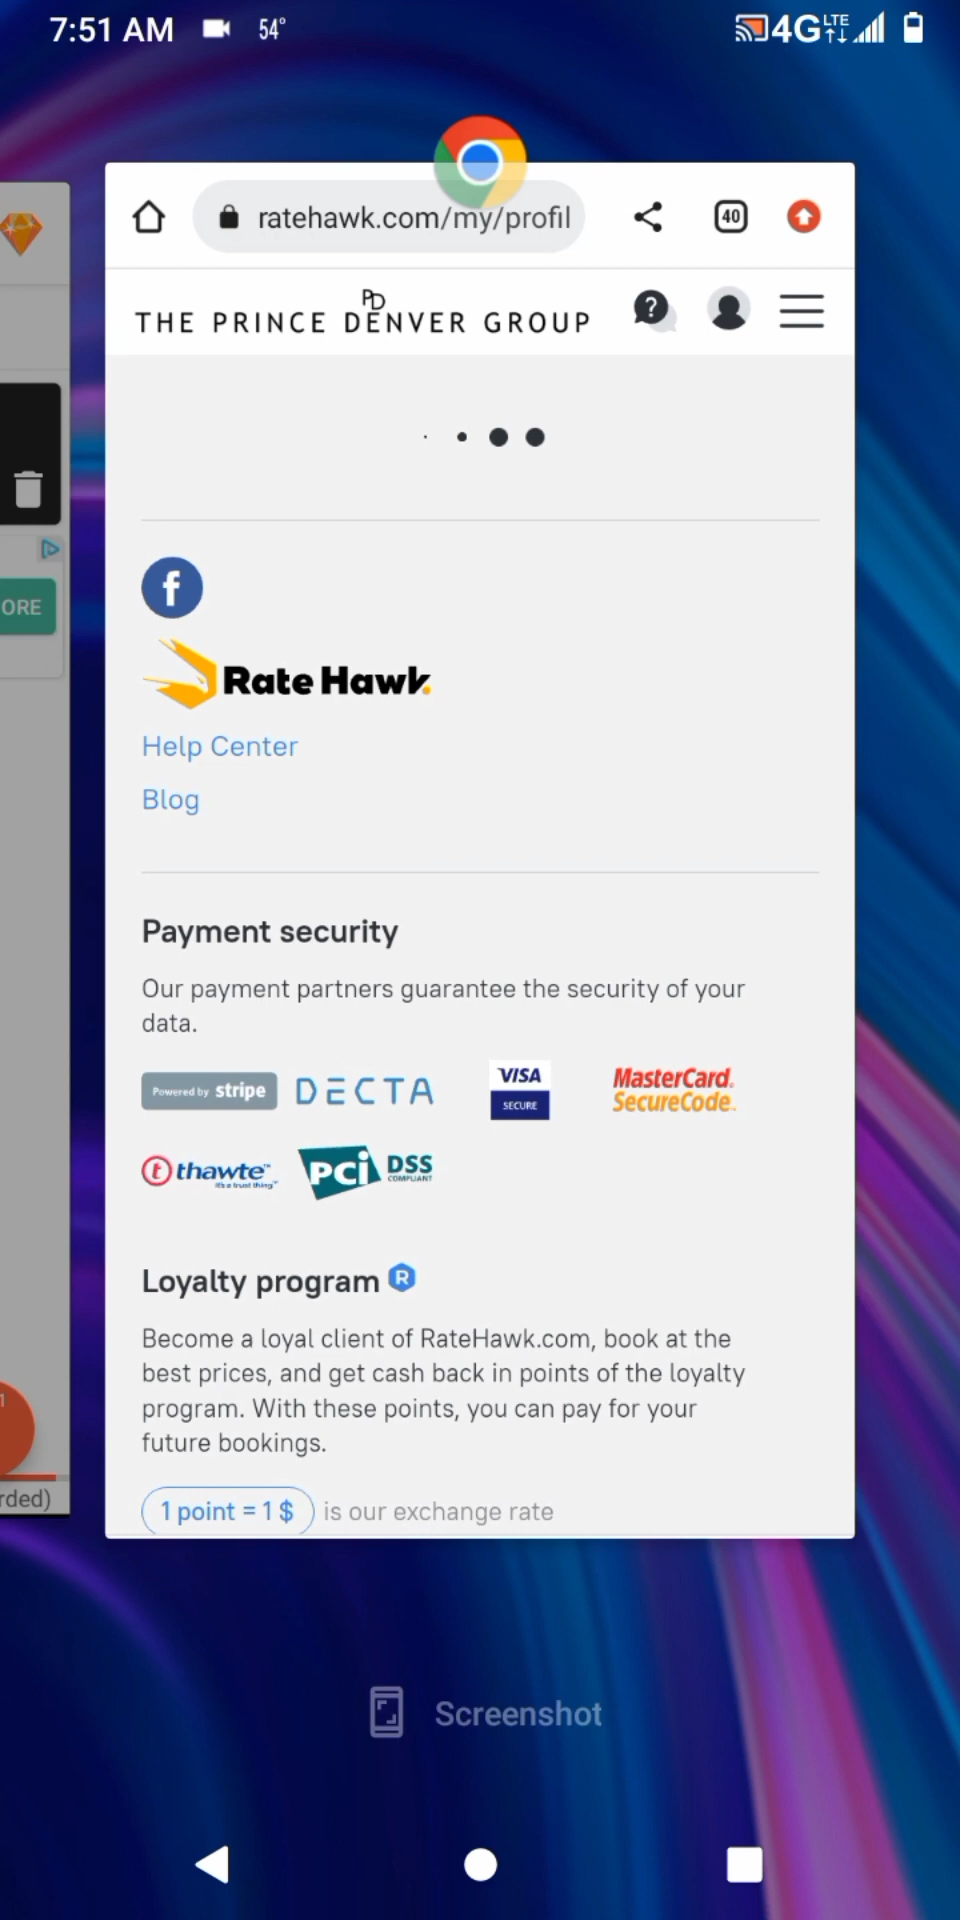 7:51 AM 54° 4G LTE
ratehawk.com/my/profil 40
PD
THE PRINCE DENVER GROUP ?
ORE
f
Rate Hawk.
Help Center
Blog
Payment security
Our payment partners guarantee the security of your
data.
Powered by stripe DECTA VISA SECURE MasterCard. SecureCode.
thawte™ it's a trust thing™ PCi DSS COMPLIANT
Loyalty program R
Become a loyal client of RateHawk.com, book at the
best prices, and get cash back in points of the loyalty
program. With these points, you can pay for your
future bookings.
rded)
1 point = 1 $ is our exchange rate
Screenshot